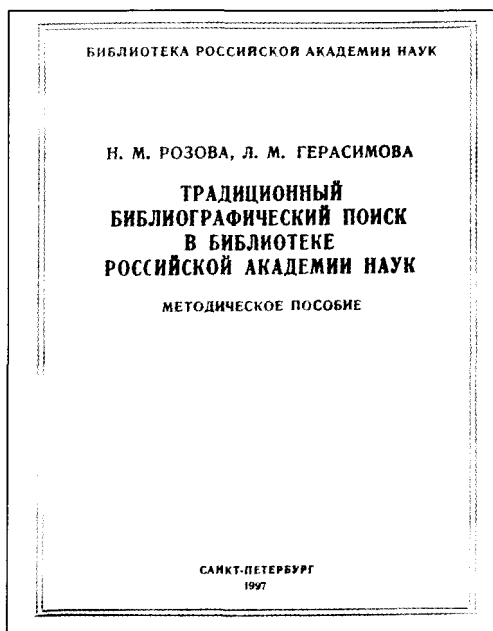 БИБЛИОТЕКА РОССИЙСКОЙ АКАДЕМИИ НАУК
Н. М. РОЗОВА, Л. М. ГЕРАСИМОВА
ТРАДИЦИОННЫЙ
БИБЛИОГРАФИЧЕСКИЙ ПОИСК
В БИБЛИОТЕКЕ
РОССИЙСКОЙ АКАДЕМИИ НАУК
МЕТОДИЧЕСКОЕ ПОСОБИЕ
САНКТ-ПЕТЕРБУРГ
1997